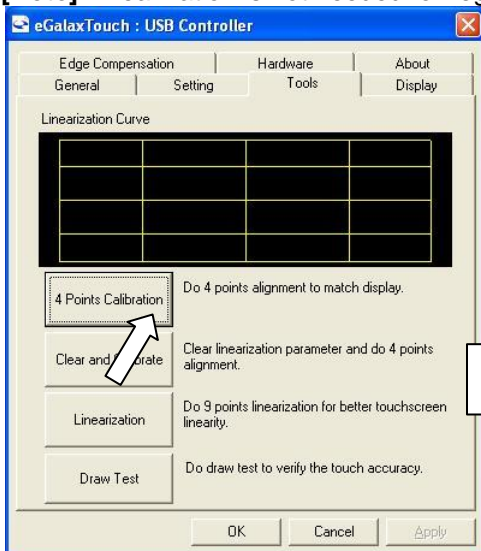 eGalaxTouch : USB Controller
Edge Compensation Hardware About
General Setting Tools Display
Linearization Curve
4 Points Calibration
Do 4 points alignment to match display.
Clear and
Clear linearization parameter and do 4 points
alignment.
Linearization
Do 9 points linearization for better touchscreen
linearity.
Draw Test
Do draw test to verify the touch accuracy.
OK Cancel Apply